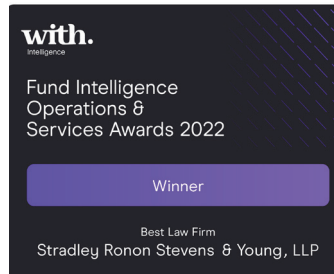 with.
Intelligence
Fund Intelligence
Operations &
Services Awards 2022
Winner
Best Law Firm
Stradley Ronon Stevens & Young, LLP